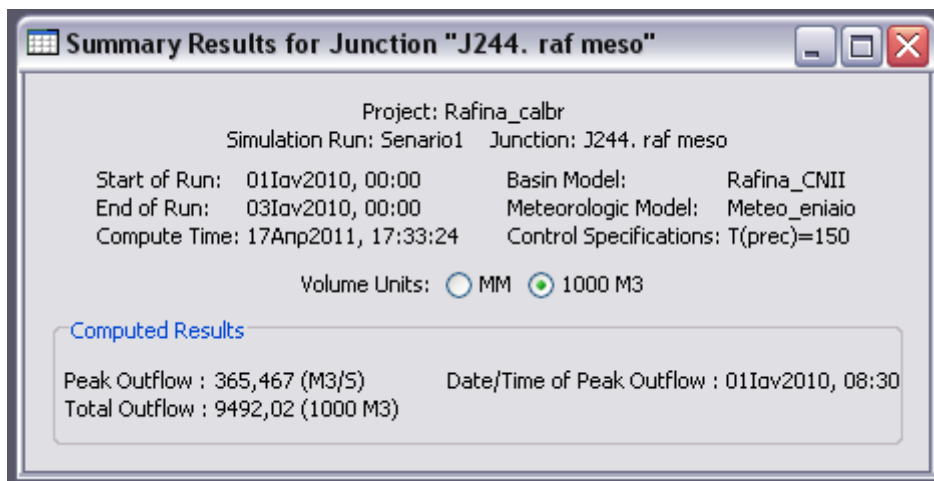 Summary Results for Junction "J244. raf meso"
Project: Rafina_calbr
Simulation Run: Senario1 Junction: J244. raf meso
Start of Run: 01Ιαν2010, 00:00 Basin Model: Rafina_CNII
End of Run: 03Ιαν2010, 00:00 Meteorologic Model: Meteo_eniaio
Compute Time: 17Απρ2011, 17:33:24 Control Specifications: T(prec)=150
Volume Units: MM 1000 M3
Computed Results
Peak Outflow : 365,467 (M3/S) Date/Time of Peak Outflow : 01Ιαν2010, 08:30
Total Outflow : 9492,02 (1000 M3)